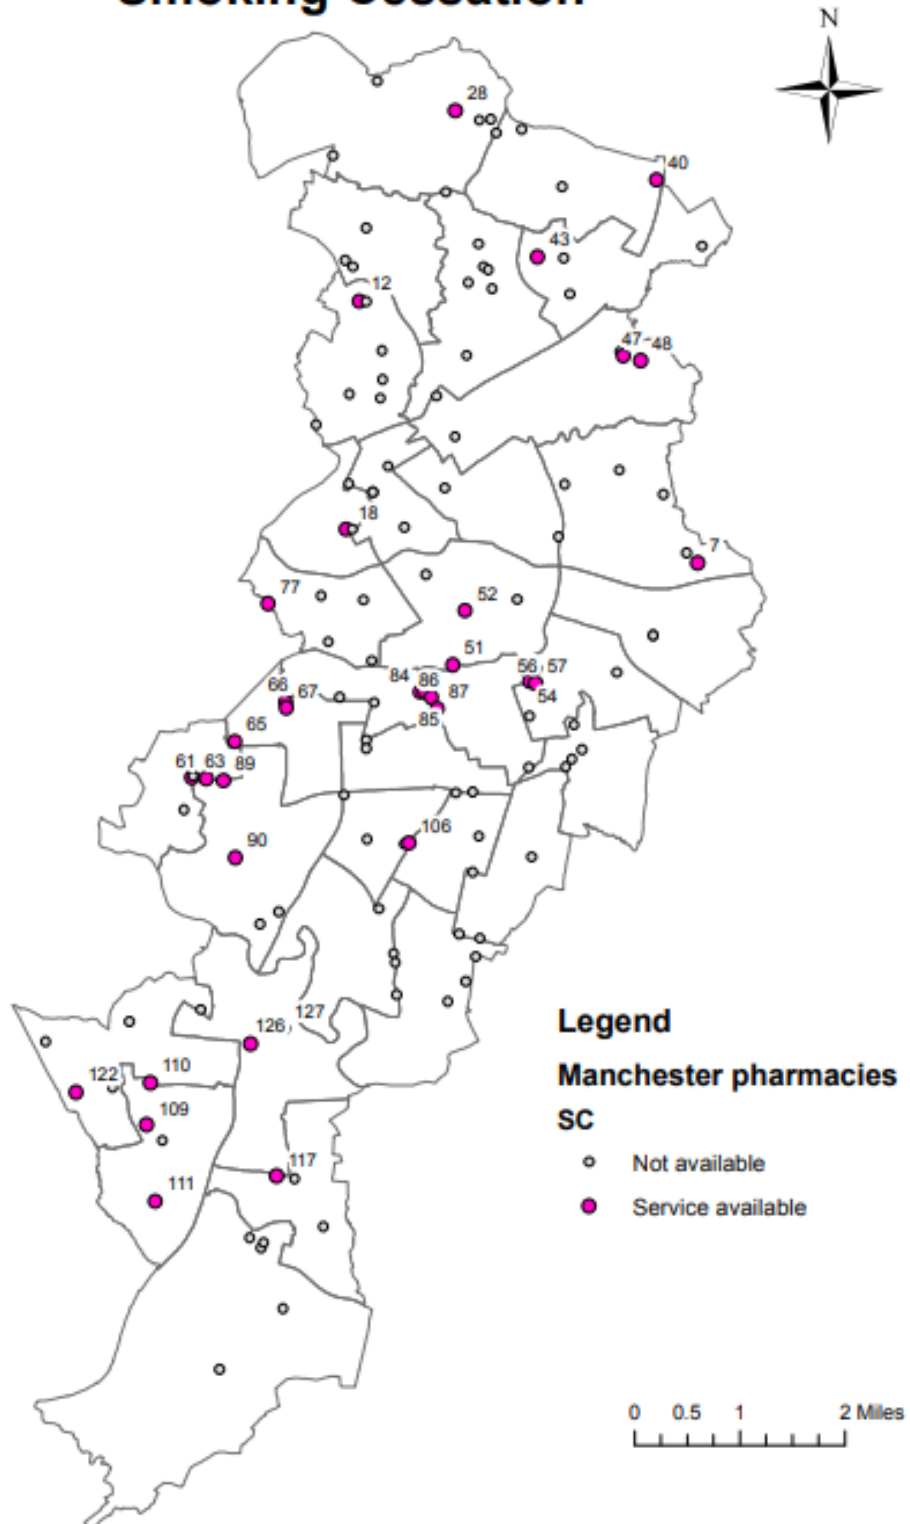 Smoking Cessation
N
28
40
43
12
47 48
18
7
77
52
51
56 57
84 86
66 67
87
54
85
65
61 63 89
106
90
127
126
Legend
Manchester pharmacies
110
122
SC
109
Not available
117
111
Service available
0 0.5 1 2 Miles